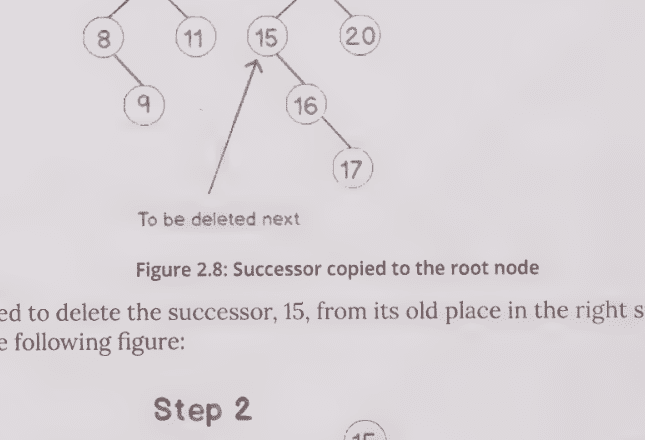 8 11 15 20
9 16
17
To be deleted next
Figure 2.8: Successor copied to the root node
ed to delete the successor, 15, from its old place in the right s
e following figure:
Step 2
15